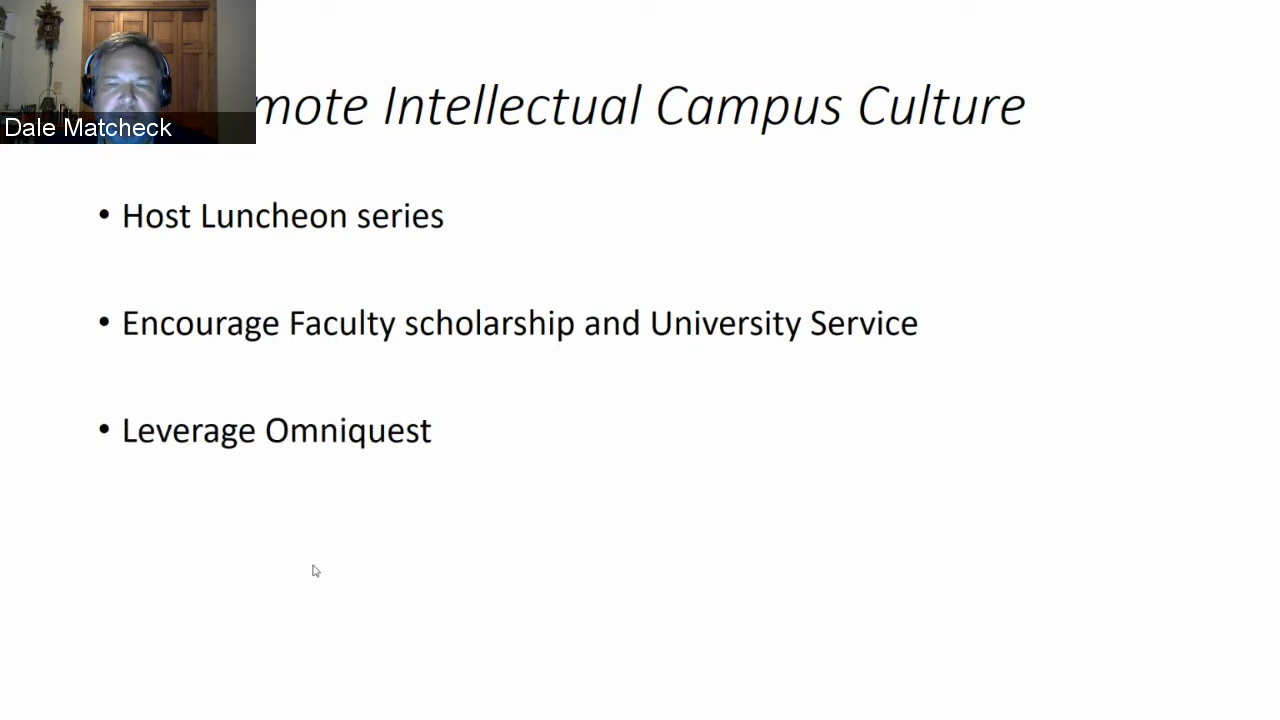 mote Intellectual Campus Culture
Dale Matcheck
• Host Luncheon series
• Encourage Faculty scholarship and University Service
• Leverage Omniquest